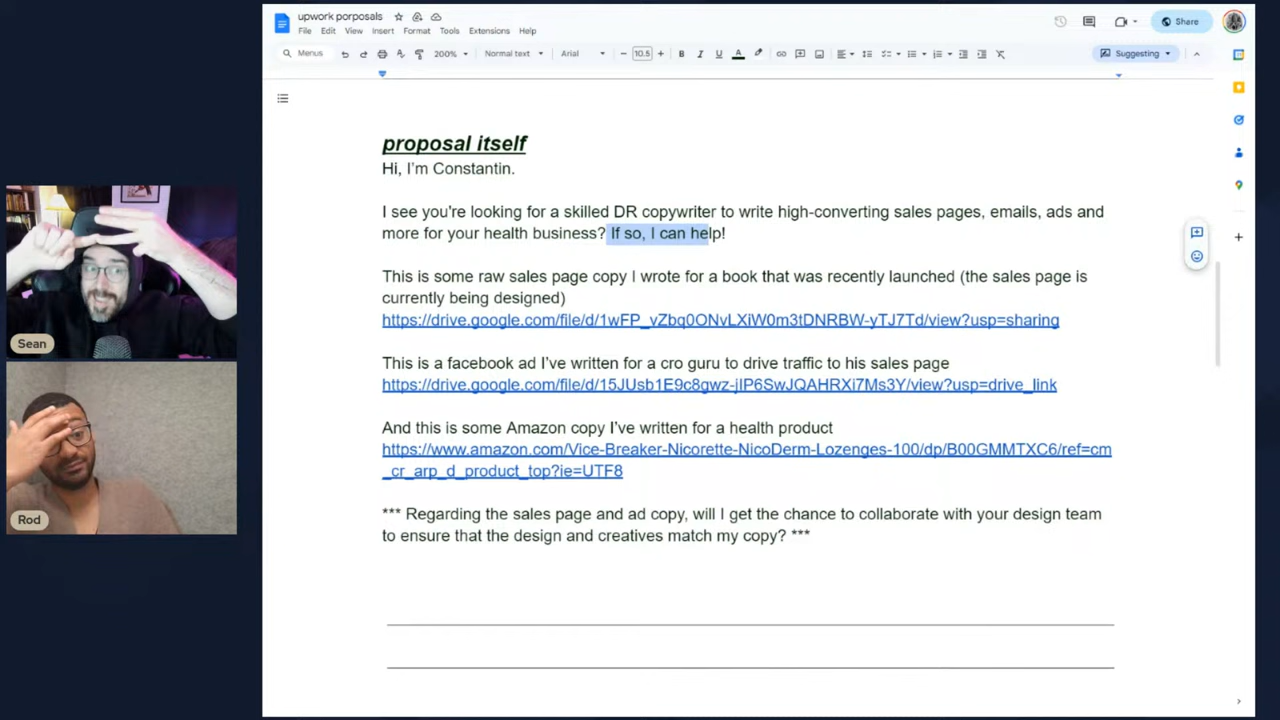 upwork porposals
File Edit View Insert Format Tools Extensions Help
Share
Menus 200% Normal text Arial 10.5 B I U A Suggesting
proposal itself
Hi, I'm Constantin.
I see you're looking for a skilled DR copywriter to write high-converting sales pages, emails, ads and
more for your health business? If so, I can help!
This is some raw sales page copy I wrote for a book that was recently launched (the sales page is
currently being designed)
https://drive.google.com/file/d/1wFP_yZbq0ONvLXiW0m3tDNRBW-yTJ7Td/view?usp=sharing
This is a facebook ad I've written for a cro guru to drive traffic to his sales page
https://drive.google.com/file/d/15JUsb1E9c8gwz-jIP6SwJQAHRXi7Ms3Y/view?usp=drive_link
And this is some Amazon copy I've written for a health product
https://www.amazon.com/Vice-Breaker-Nicorette-NicoDerm-Lozenges-100/dp/B00GMMTXC6/ref=cm
_cr_arp_d_product_top?ie=UTF8
*** Regarding the sales page and ad copy, will I get the chance to collaborate with your design team
to ensure that the design and creatives match my copy? ***
Sean
Rod